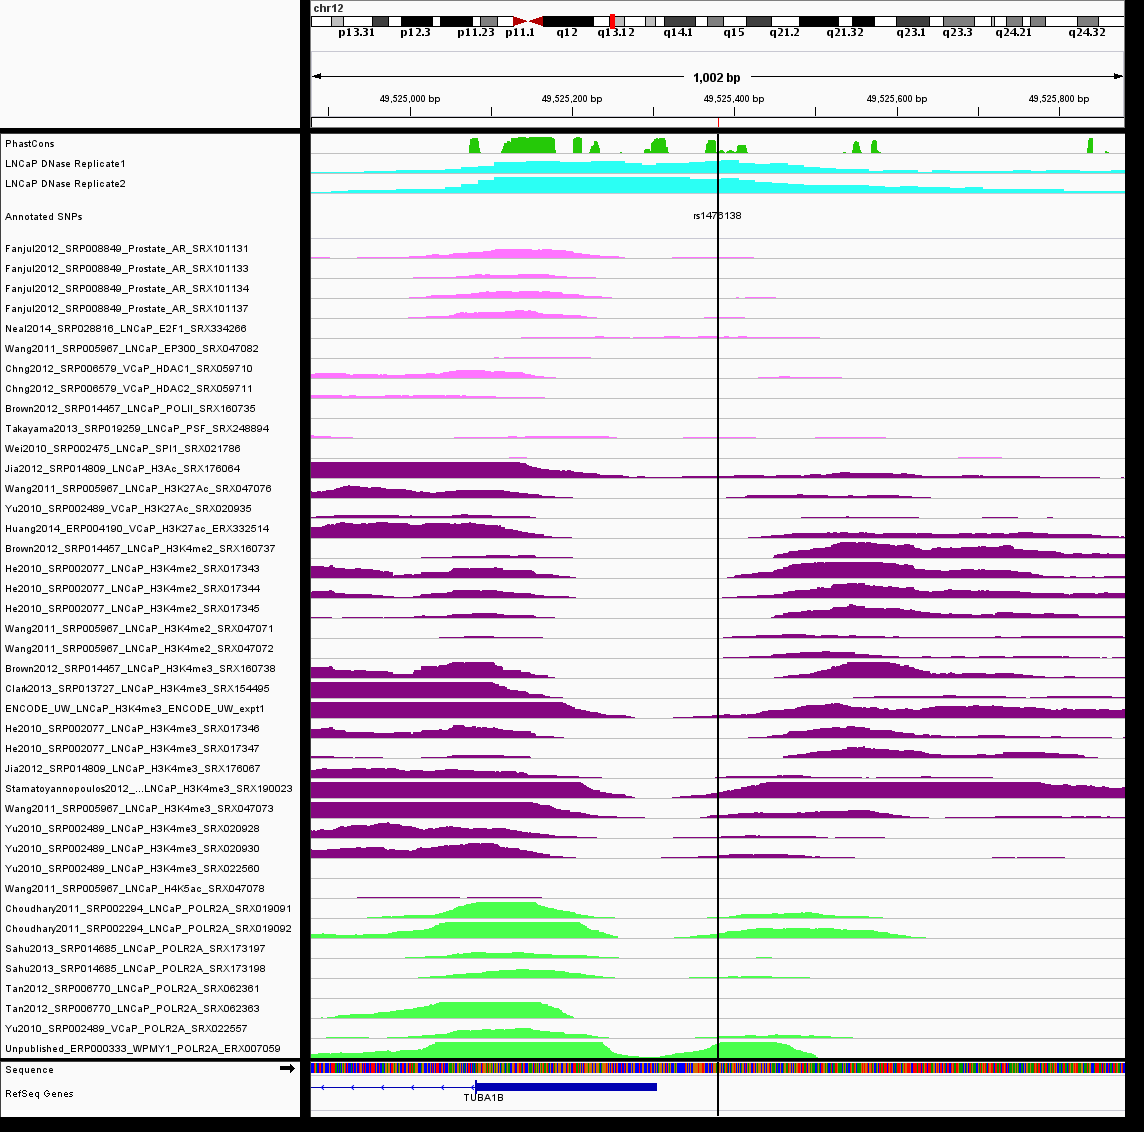 chr12
p13.31 p12.3 p11.23 p11.1 q12 q13.12 q14.1 q15 q21.2 q21.32 q23.1 q23.3 q24.21 q24.32
1,002 bp
49,525,000 bp 49,525,200 bp 49,525,400 bp 49,525,600 bp 49,525,800 bp
PhastCons
LNCaP DNase Replicate1
LNCaP DNase Replicate2
Annotated SNPs rs1476138
Fanjul2012_SRP008849_Prostate_AR_SRX101131
Fanjul2012_SRP008849_Prostate_AR_SRX101133
Fanjul2012_SRP008849_Prostate_AR_SRX101134
Fanjul2012_SRP008849_Prostate_AR_SRX101137
Neal2014_SRP028816_LNCaP_E2F1_SRX334266
Wang2011_SRP005967_LNCaP_EP300_SRX047082
Chng2012_SRP006579_VCaP_HDAC1_SRX059710
Chng2012_SRP006579_VCaP_HDAC2_SRX059711
Brown2012_SRP014457_LNCaP_POLII_SRX160735
Takayama2013_SRP019259_LNCaP_PSF_SRX248894
Wei2010_SRP002475_LNCaP_SPI1_SRX021786
Jia2012_SRP014809_LNCaP_H3Ac_SRX176064
Wang2011_SRP005967_LNCaP_H3K27Ac_SRX047076
Yu2010_SRP002489_VCaP_H3K27Ac_SRX020935
Huang2014_ERP004190_VCaP_H3K27ac_ERX332514
Brown2012_SRP014457_LNCaP_H3K4me2_SRX160737
He2010_SRP002077_LNCaP_H3K4me2_SRX017343
He2010_SRP002077_LNCaP_H3K4me2_SRX017344
He2010_SRP002077_LNCaP_H3K4me2_SRX017345
Wang2011_SRP005967_LNCaP_H3K4me2_SRX047071
Wang2011_SRP005967_LNCaP_H3K4me2_SRX047072
Brown2012_SRP014457_LNCaP_H3K4me3_SRX160738
Clark2013_SRP013727_LNCaP_H3K4me3_SRX154495
ENCODE_UW_LNCaP_H3K4me3_ENCODE_UW_expt1
He2010_SRP002077_LNCaP_H3K4me3_SRX017346
He2010_SRP002077_LNCaP_H3K4me3_SRX017347
Jia2012_SRP014809_LNCaP_H3K4me3_SRX176067
Stamatoyannopoulos2012_...LNCaP_H3K4me3_SRX190023
Wang2011_SRP005967_LNCaP_H3K4me3_SRX047073
Yu2010_SRP002489_LNCaP_H3K4me3_SRX020928
Yu2010_SRP002489_LNCaP_H3K4me3_SRX020930
Yu2010_SRP002489_LNCaP_H3K4me3_SRX022560
Wang2011_SRP005967_LNCaP_H4K5ac_SRX047078
Choudhary2011_SRP002294_LNCaP_POLR2A_SRX019091
Choudhary2011_SRP002294_LNCaP_POLR2A_SRX019092
Sahu2013_SRP014685_LNCaP_POLR2A_SRX173197
Sahu2013_SRP014685_LNCaP_POLR2A_SRX173198
Tan2012_SRP006770_LNCaP_POLR2A_SRX062361
Tan2012_SRP006770_LNCaP_POLR2A_SRX062363
Yu2010_SRP002489_VCaP_POLR2A_SRX022557
Unpublished_ERP000333_WPMY1_POLR2A_ERX007059
Sequence
RefSeq Genes
TUBA1B